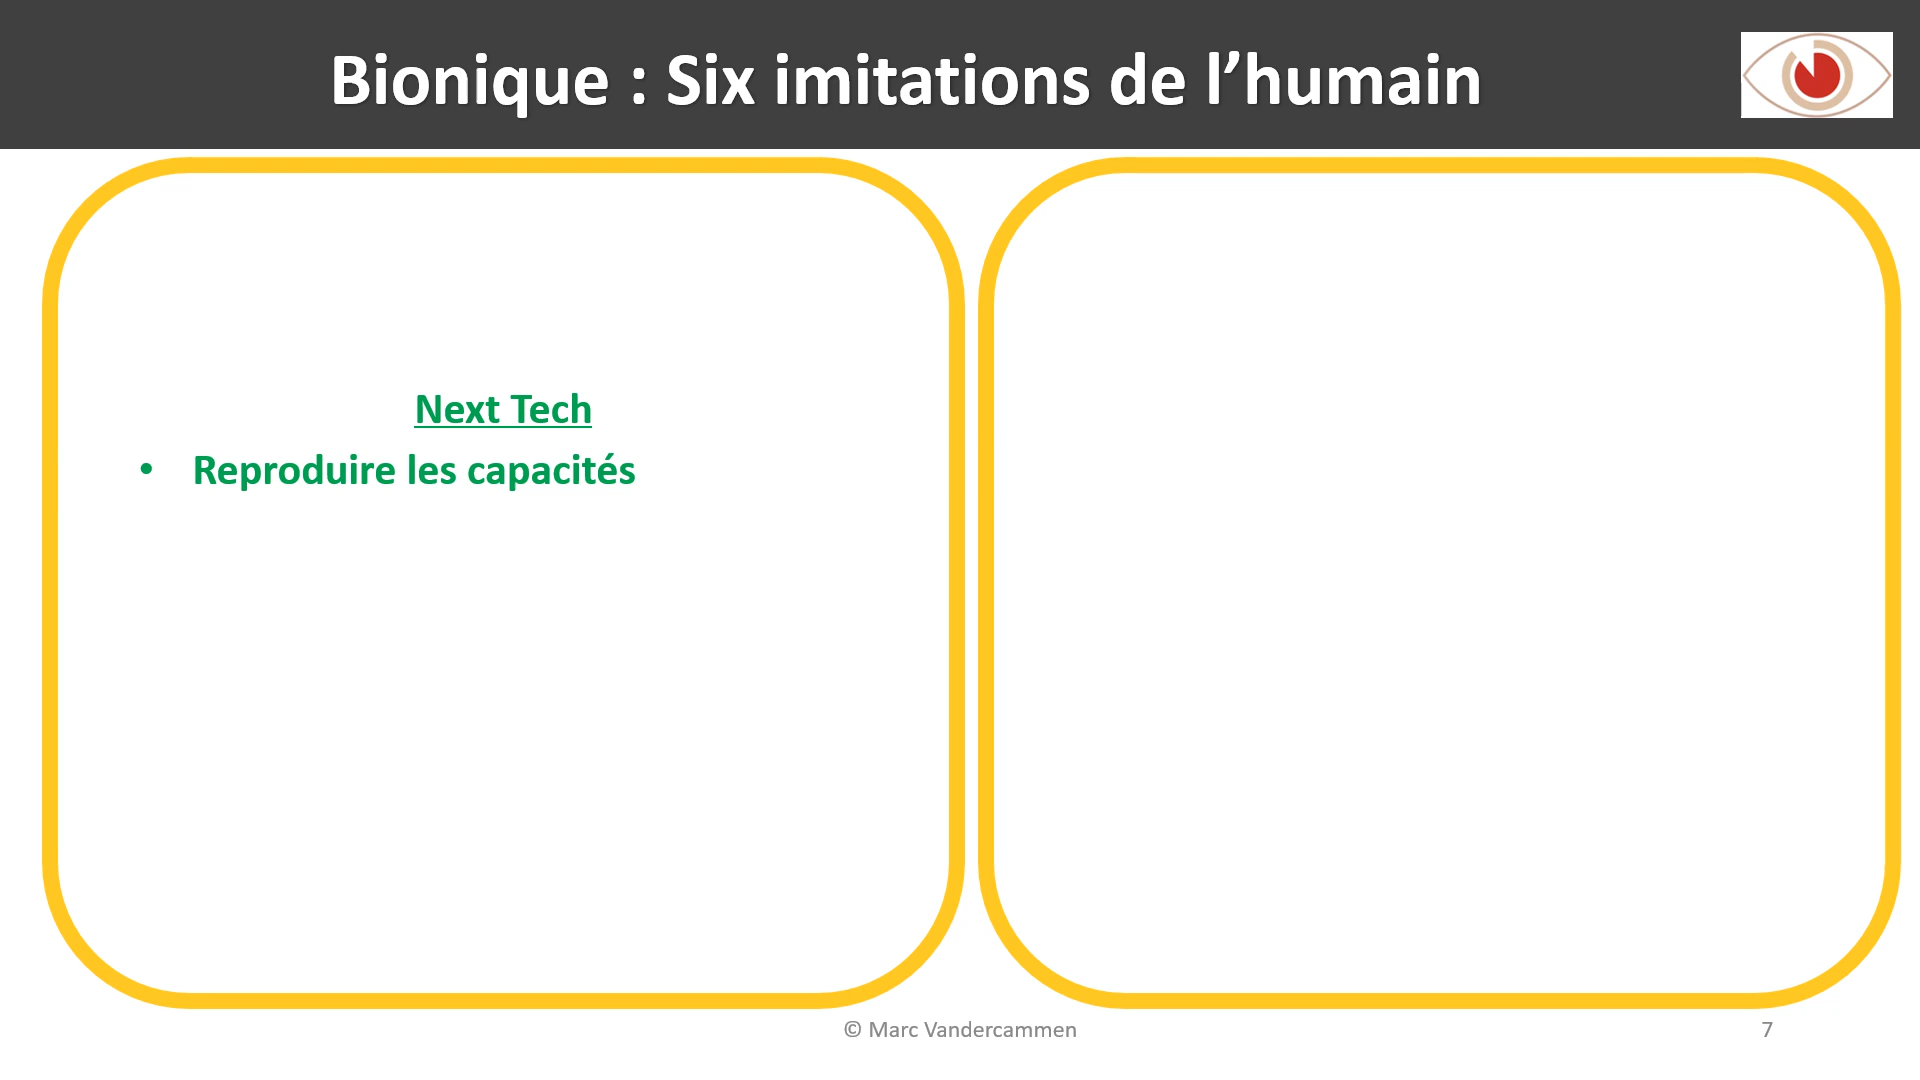 Bionique : Six imitations de l’humain
Next Tech
• Reproduire les capacités
© Marc Vandercammen
7